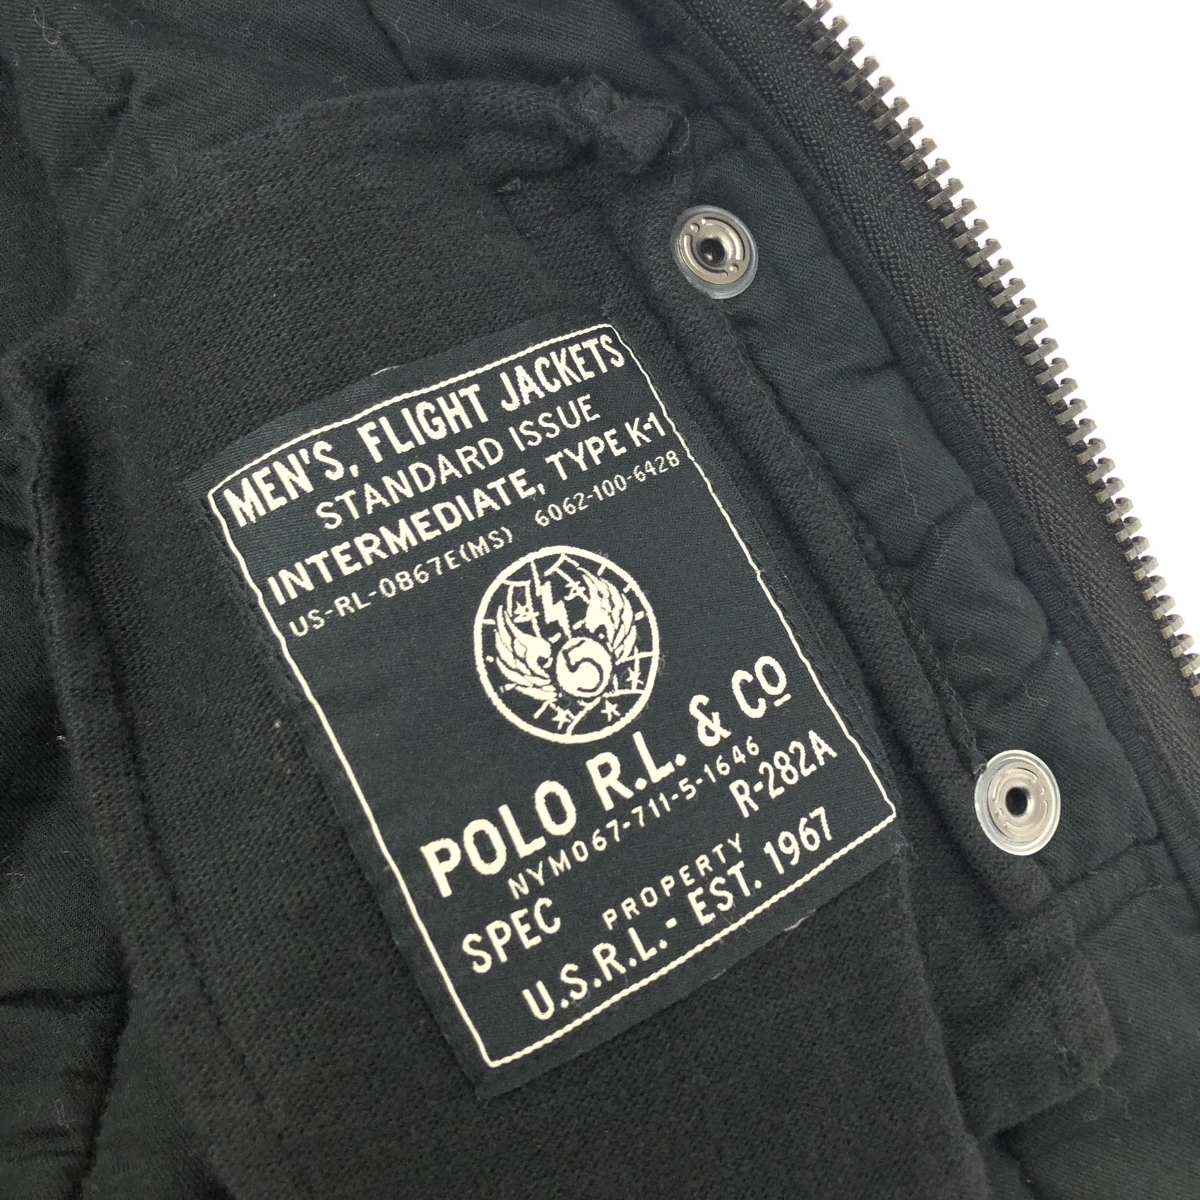 MEN'S, FLIGHT JACKETS
STANDARD ISSUE
INTERMEDIATE, TYPE K-1
US-RL-0867E(MS) 6062-100-6428
5
POLO R.L. & Co
NYM067-711-5-1646
SPEC R-282A
PROPERTY
U.S.R.L.- EST. 1967